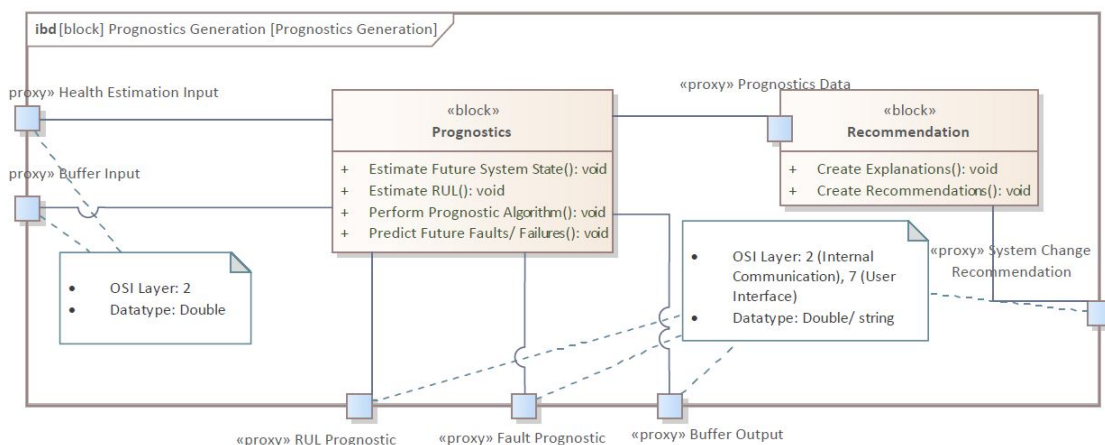 ibd [block] Prognostics Generation [Prognostics Generation]
proxy» Health Estimation Input
«proxy» Prognostics Data
«block»
Prognostics
+ Estimate Future System State(): void
+ Estimate RUL(): void
+ Perform Prognostic Algorithm(): void
+ Predict Future Faults/ Failures(): void
«block»
Recommendation
+ Create Explanations(): void
+ Create Recommendations(): void
proxy» Buffer Input
• OSI Layer: 2
• Datatype: Double
• OSI Layer: 2 (Internal
Communication), 7 (User
Interface)
• Datatype: Double/ string
«proxy» System Change
Recommendation
«proxy» RUL Prognostic
«proxy» Fault Prognostic
«proxy» Buffer Output